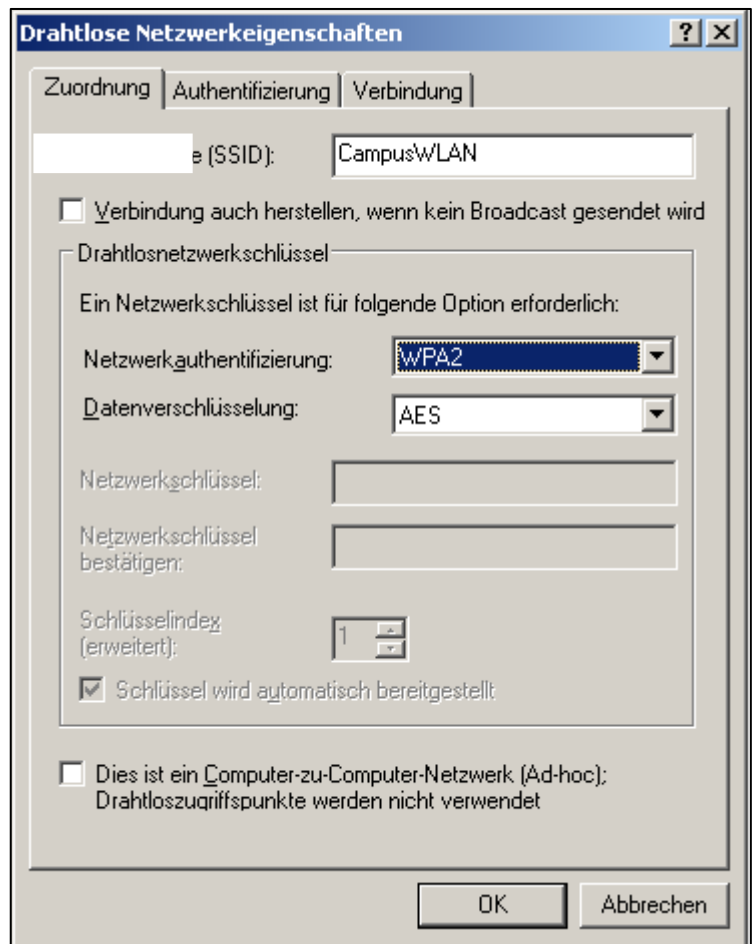 Drahtlose Netzwerkeigenschaften
Zuordnung Authentifizierung Verbindung
e (SSID): CampusWLAN
Verbindung auch herstellen, wenn kein Broadcast gesendet wird
Drahtlosnetzwerkschlüssel
Ein Netzwerkschlüssel ist für folgende Option erforderlich:
Netzwerkauthentifizierung: WPA2
Datenverschlüsselung: AES
Netzwerkschlüssel:
Netzwerkschlüssel
bestätigen:
Schlüsselindex
(erweitert): 1
Schlüssel wird automatisch bereitgestellt
Dies ist ein Computer-zu-Computer-Netzwerk (Ad-hoc);
Drahtloszugriffspunkte werden nicht verwendet
OK Abbrechen